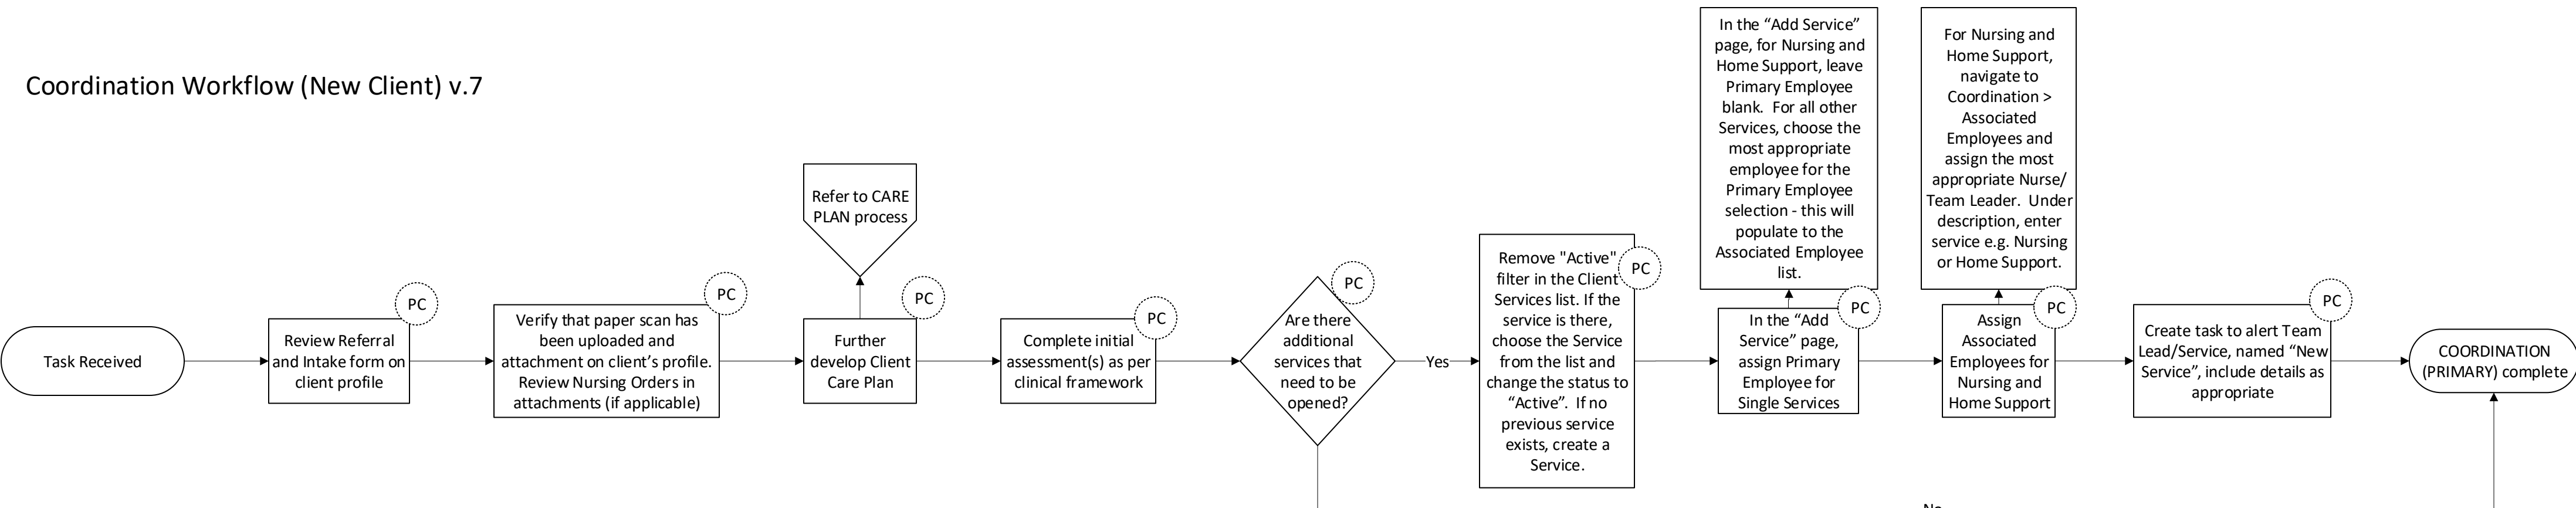 Coordination Workflow (New Client) v.7
Task Received
PC
Review Referral
and Intake form on
client profile
PC
Verify that paper scan has
been uploaded and
attachment on client's profile.
Review Nursing Orders in
attachments (if applicable)
Refer to CARE
PLAN process
PC
Further
develop Client
Care Plan
PC
Complete initial
assessment(s) as per
clinical framework
PC
Are there
additional
services that
need to be
opened?
Yes
PC
Remove "Active"
filter in the Client
Services list. If the
service is there,
choose the Service
from the list and
change the status to
“Active”.  If no
previous service
exists, create a
Service.
In the “Add Service”
page, for Nursing and
Home Support, leave
Primary Employee
blank.  For all other
Services, choose the
most appropriate
employee for the
Primary Employee
selection - this will
populate to the
Associated Employee
list.
PC
In the “Add
Service” page,
assign Primary
Employee for
Single Services
For Nursing and
Home Support,
navigate to
Coordination >
Associated
Employees and
assign the most
appropriate Nurse/
Team Leader.  Under
description, enter
service e.g. Nursing
or Home Support.
PC
Assign
Associated
Employees for
Nursing and
Home Support
PC
Create task to alert Team
Lead/Service, named “New
Service”, include details as
appropriate
COORDINATION
(PRIMARY) complete
No